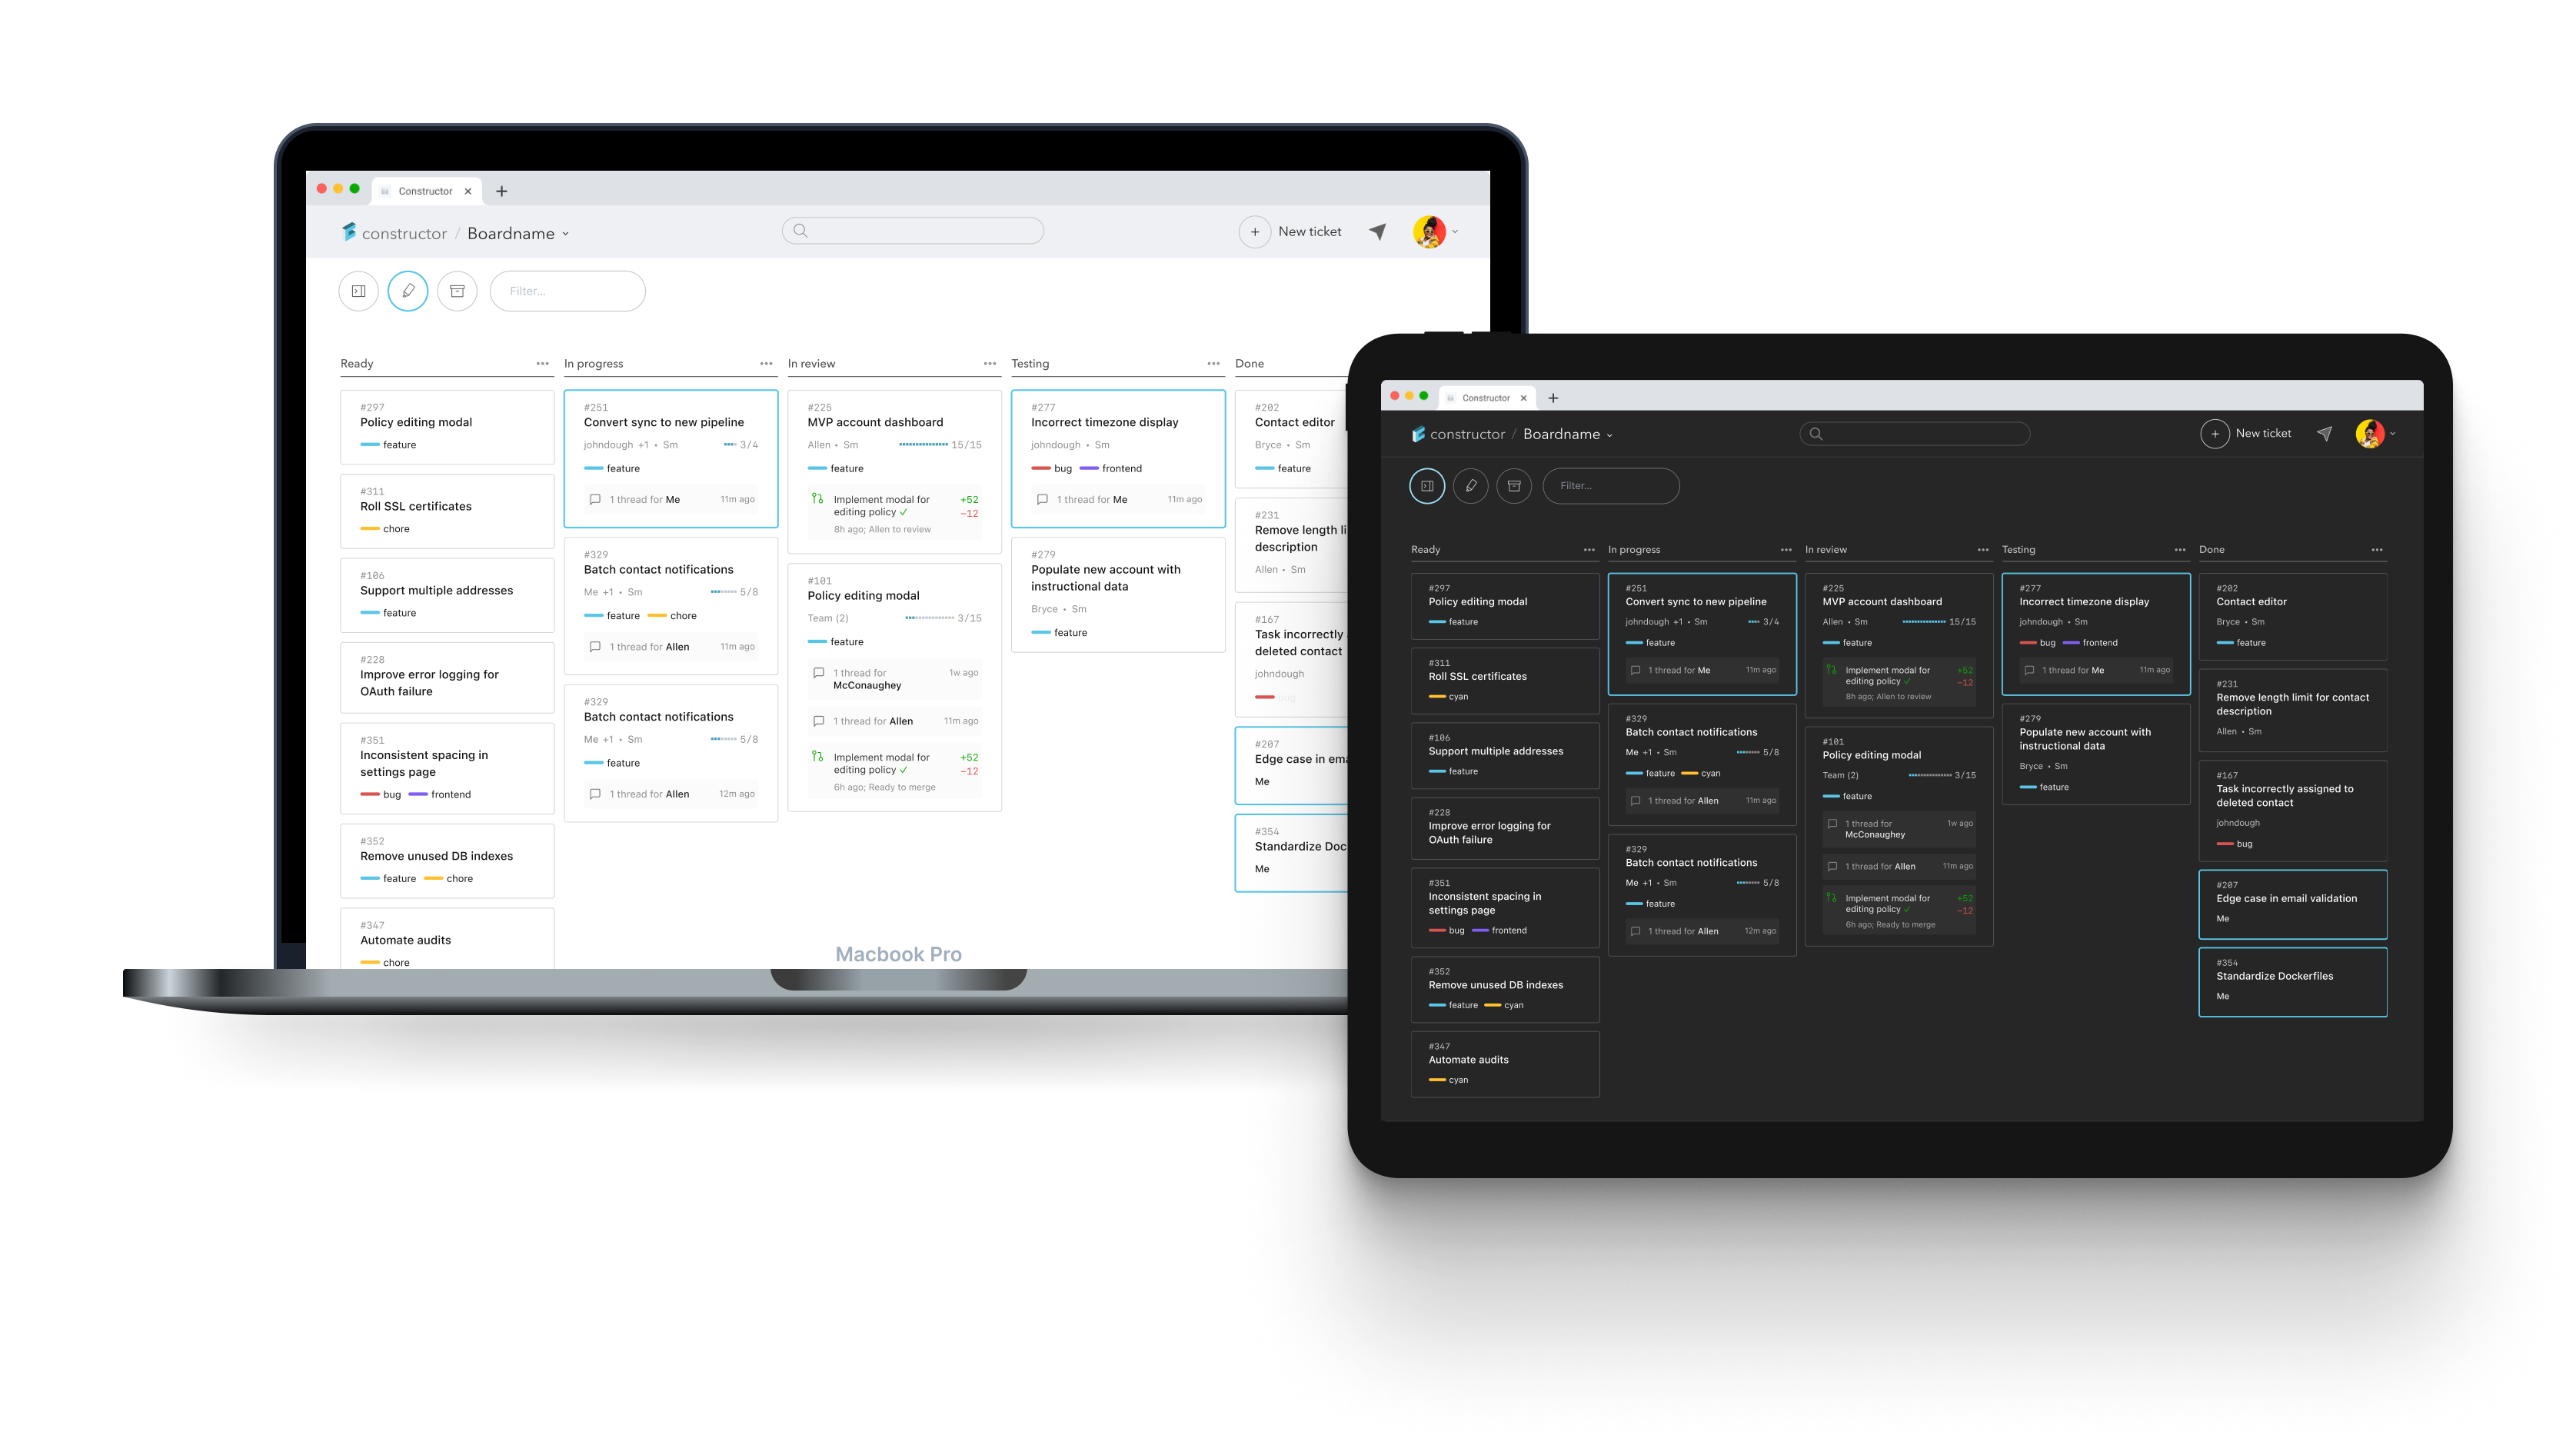 Constructor
constructor / Boardname
New ticket
Filter...
Ready
#297
Policy editing modal
feature
#311
Roll SSL certificates
chore
#106
Support multiple addresses
feature
#228
Improve error logging for
OAuth failure
#351
Inconsistent spacing in
settings page
bug frontend
#352
Remove unused DB indexes
feature chore
#347
Automate audits
chore
In progress
#251
Convert sync to new pipeline
johndough +1 • Sm 3/4
feature
1 thread for Me 11m ago
#329
Batch contact notifications
Me +1 • Sm 5/8
feature chore
1 thread for Allen 11m ago
#329
Batch contact notifications
Me +1 • Sm 5/8
feature
1 thread for Allen 12m ago
In review
#225
MVP account dashboard
Allen • Sm 15/15
feature
Implement modal for +52
editing policy ✓ −12
8h ago; Allen to review
#101
Policy editing modal
Team (2) 3/15
feature
1 thread for 1w ago
McConaughey
1 thread for Allen 11m ago
Implement modal for +52
editing policy ✓ −12
6h ago; Ready to merge
Testing
#277
Incorrect timezone display
johndough • Sm
bug frontend
1 thread for Me 11m ago
#279
Populate new account with
instructional data
Bryce • Sm
feature
Done
#202
Contact editor
Bryce • Sm
feature
#231
Remove length li
description
Allen • Sm
#167
Task incorrectly
deleted contact
johndough
bug
#207
Edge case in ema
Me
#354
Standardize Doc
Me
Macbook Pro
Constructor
constructor / Boardname
New ticket
Filter...
Ready
#297
Policy editing modal
feature
#311
Roll SSL certificates
cyan
#106
Support multiple addresses
feature
#228
Improve error logging for
OAuth failure
#351
Inconsistent spacing in
settings page
bug frontend
#352
Remove unused DB indexes
feature cyan
#347
Automate audits
cyan
In progress
#251
Convert sync to new pipeline
johndough +1 • Sm 3/4
feature
1 thread for Me 11m ago
#329
Batch contact notifications
Me +1 • Sm 5/8
feature cyan
1 thread for Allen 11m ago
#329
Batch contact notifications
Me +1 • Sm 5/8
feature
1 thread for Allen 12m ago
In review
#225
MVP account dashboard
Allen • Sm 15/15
feature
Implement modal for +52
editing policy ✓ −12
8h ago; Allen to review
#101
Policy editing modal
Team (2) 3/15
feature
1 thread for 1w ago
McConaughey
1 thread for Allen 11m ago
Implement modal for +52
editing policy ✓ −12
6h ago; Ready to merge
Testing
#277
Incorrect timezone display
johndough • Sm
bug frontend
1 thread for Me 11m ago
#279
Populate new account with
instructional data
Bryce • Sm
feature
Done
#202
Contact editor
Bryce • Sm
feature
#231
Remove length limit for contact
description
Allen • Sm
#167
Task incorrectly assigned to
deleted contact
johndough
bug
#207
Edge case in email validation
Me
#354
Standardize Dockerfiles
Me